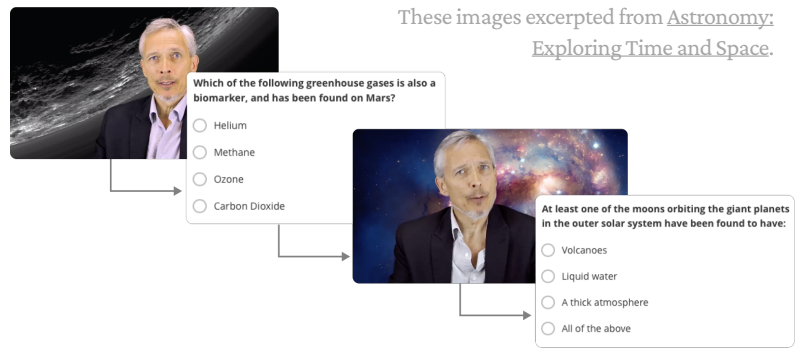 These images excerpted from Astronomy:
Exploring Time and Space.
Which of the following greenhouse gases is also a
biomarker, and has been found on Mars?
Helium
Methane
Ozone
Carbon Dioxide
At least one of the moons orbiting the giant planets
in the outer solar system have been found to have:
Volcanoes
Liquid water
A thick atmosphere
All of the above